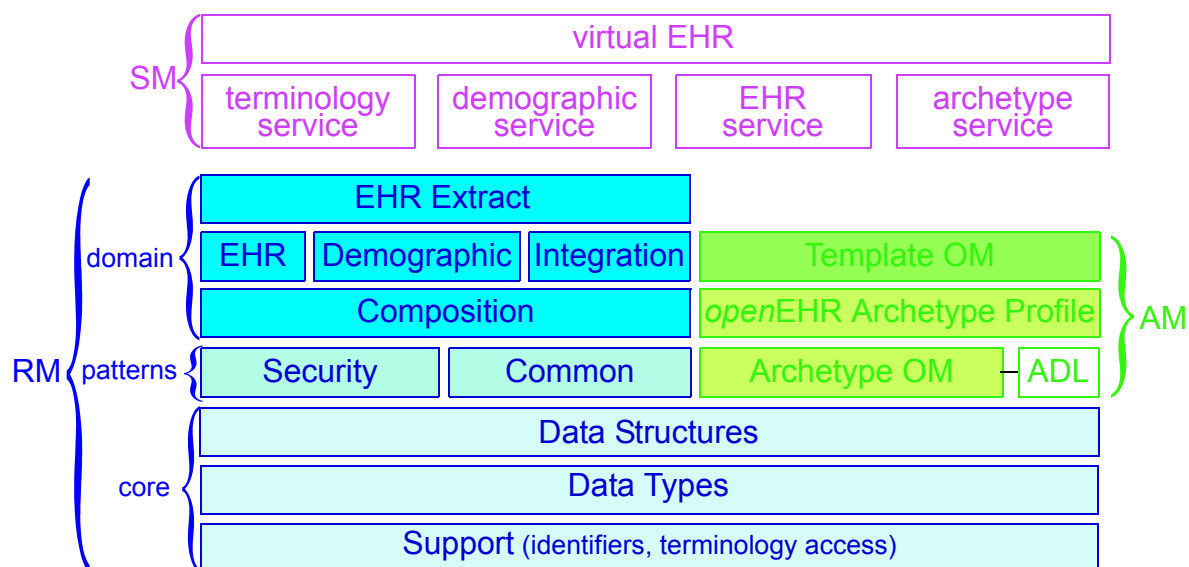 virtual EHR
SM
terminology
service
demographic
service
EHR
service
archetype
service
EHR Extract
domain
EHR
Demographic
Integration
Template OM
Composition
openEHR Archetype Profile
AM
RM
patterns
Security
Common
Archetype OM
ADL
Data Structures
core
Data Types
Support (identifiers, terminology access)